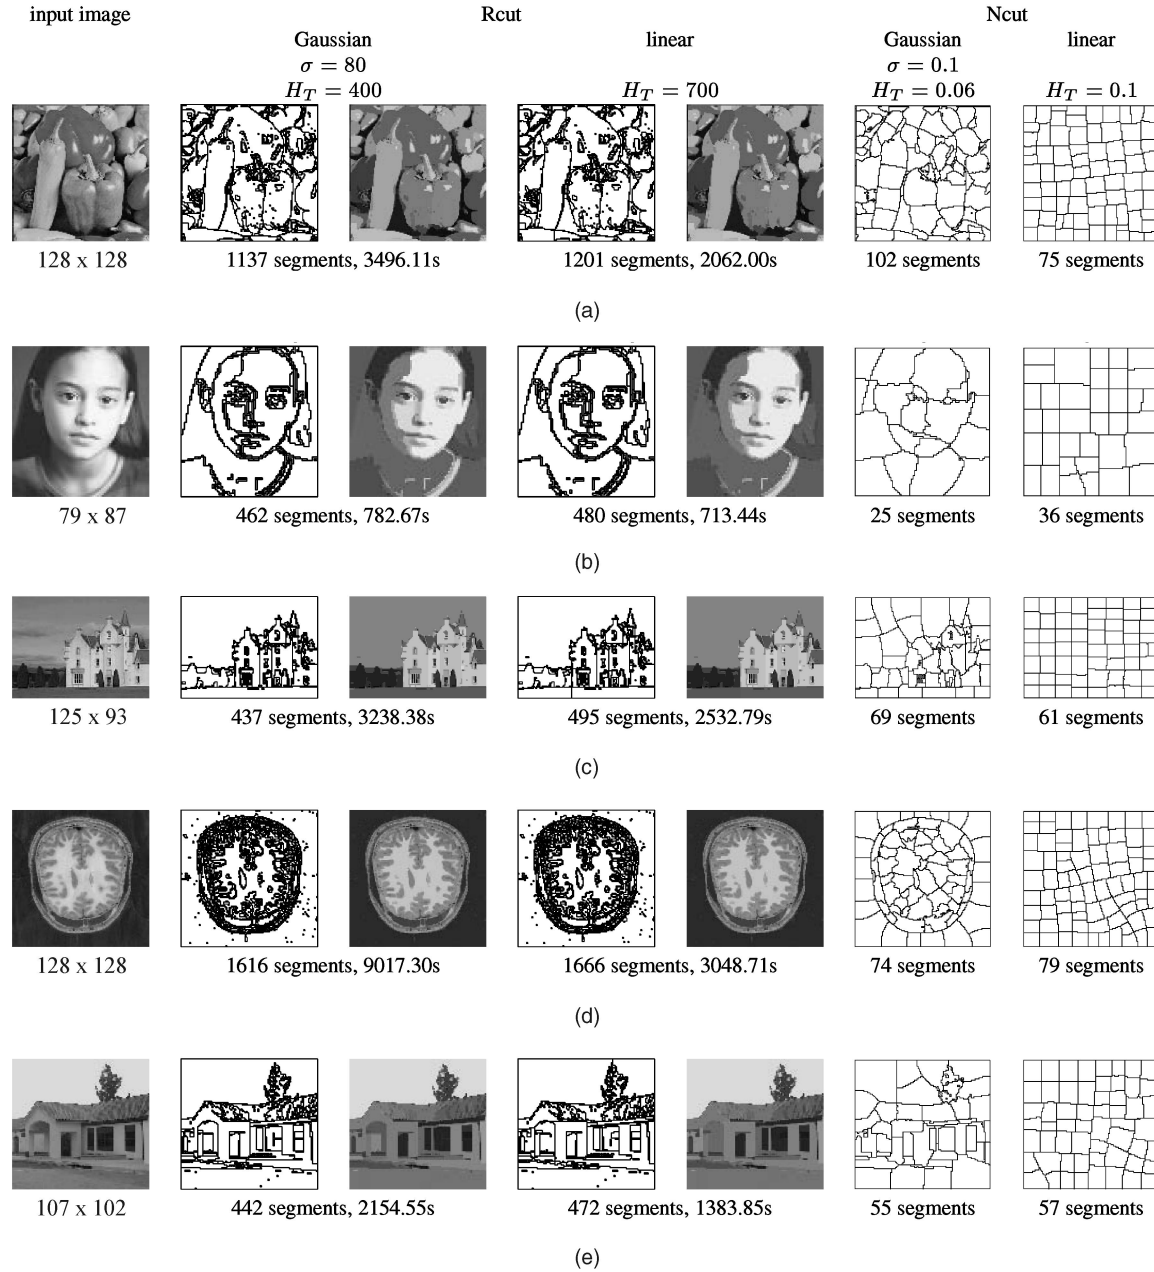 input image Rcut Ncut
Gaussian linear Gaussian linear
σ = 80 σ = 0.1
H_T = 400 H_T = 700 H_T = 0.06 H_T = 0.1
128 x 128 1137 segments, 3496.11s 1201 segments, 2062.00s 102 segments 75 segments
(a)
79 x 87 462 segments, 782.67s 480 segments, 713.44s 25 segments 36 segments
(b)
125 x 93 437 segments, 3238.38s 495 segments, 2532.79s 69 segments 61 segments
(c)
128 x 128 1616 segments, 9017.30s 1666 segments, 3048.71s 74 segments 79 segments
(d)
107 x 102 442 segments, 2154.55s 472 segments, 1383.85s 55 segments 57 segments
(e)